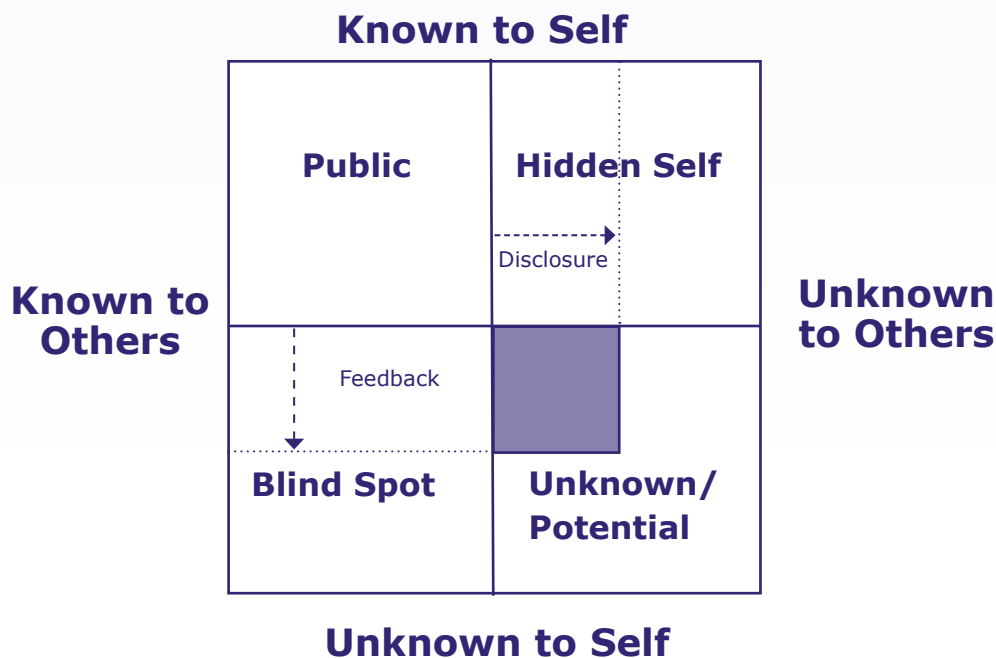 Known to Self
Public
Hidden Self
Disclosure
Known to
Others
Unknown
to Others
Feedback
Blind Spot
Unknown/
Potential
Unknown to Self